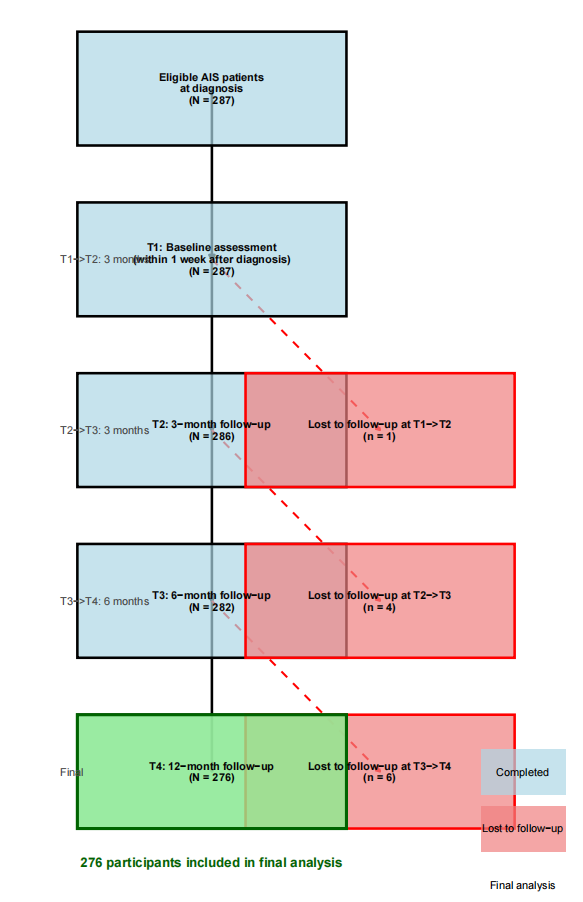 Eligible AIS patients
at diagnosis
(N = 287)
T1: Baseline assessment
T1−>T2: 3 months
(within 1 week after diagnosis)
(N = 287)
T2−>T3: 3 months
T2: 3−month follow−up
(N = 286)
Lost to follow−up at T1−>T2
(n = 1)
T3−>T4: 6 months
T3: 6−month follow−up
(N = 282)
Lost to follow−up at T2−>T3
(n = 4)
Final
T4: 12−month follow−up
(N = 276)
Lost to follow−up at T3−>T4
(n = 6)
Completed
Lost to follow−up
Final analysis
276 participants included in final analysis